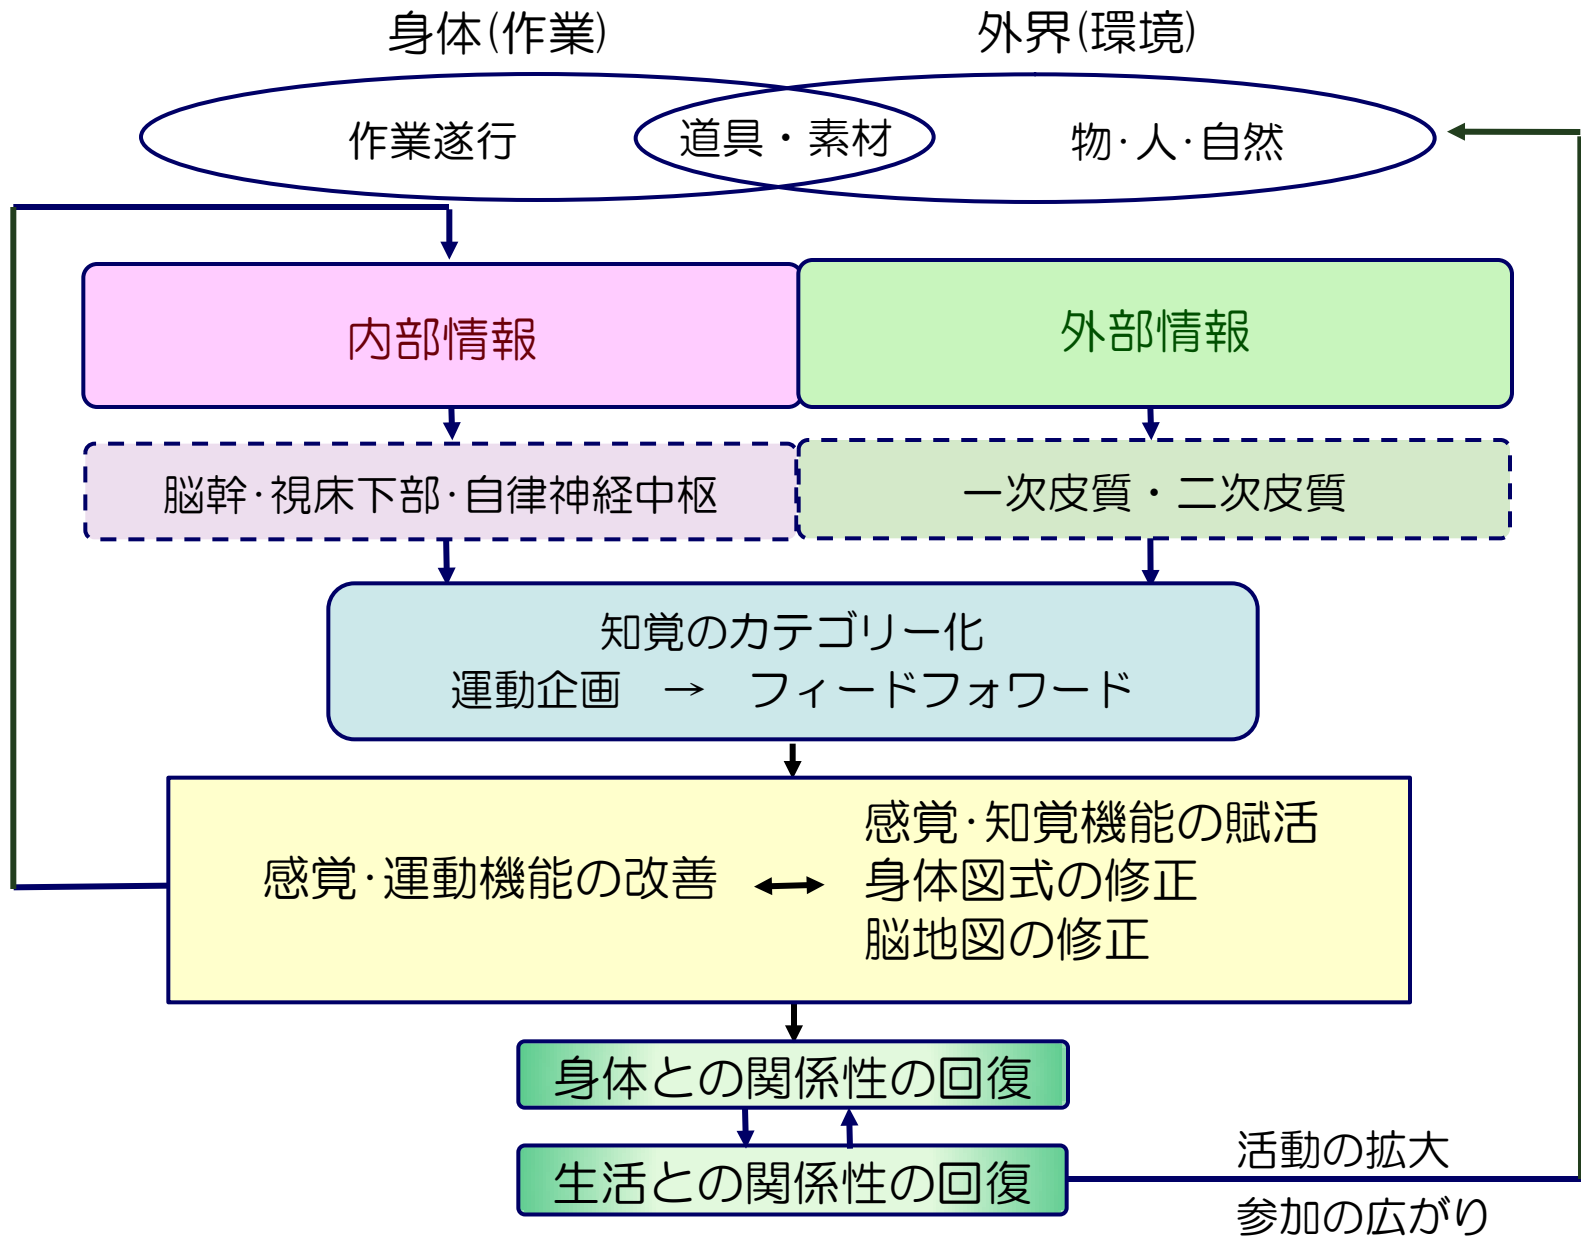 身体(作業)
外界(環境)
作業遂行
道具・素材
物・人・自然
内部情報
外部情報
脳幹・視床下部・自律神経中枢
一次皮質・二次皮質
知覚のカテゴリー化
運動企画 → フィードフォワード
感覚・運動機能の改善
感覚・知覚機能の賦活
身体図式の修正
脳地図の修正
身体との関係性の回復
生活との関係性の回復
活動の拡大
参加の広がり